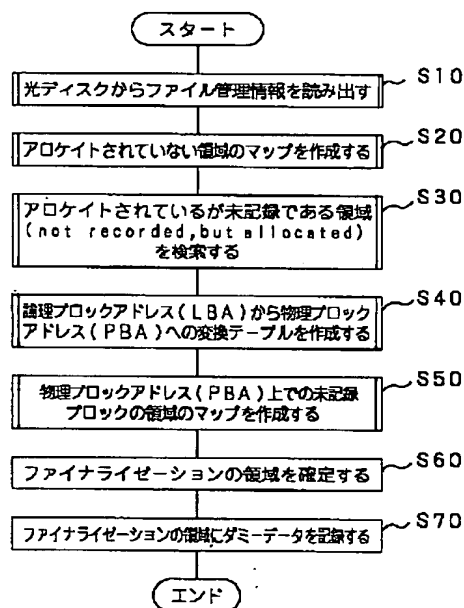 スタート
光ディスクからファイル管理情報を読み出す
S10
アロケイトされていない領域のマップを作成する
S20
アロケイトされているが未記録である領域
(not recorded,but allocated)
を検索する
S30
論理ブロックアドレス(LBA)から物理ブロック
アドレス(PBA)への変換テーブルを作成する
S40
物理ブロックアドレス(PBA)上での未記録
ブロックの領域のマップを作成する
S50
ファイナライゼーションの領域を確定する
S60
ファイナライゼーションの領域にダミーデータを記録する
S70
エンド